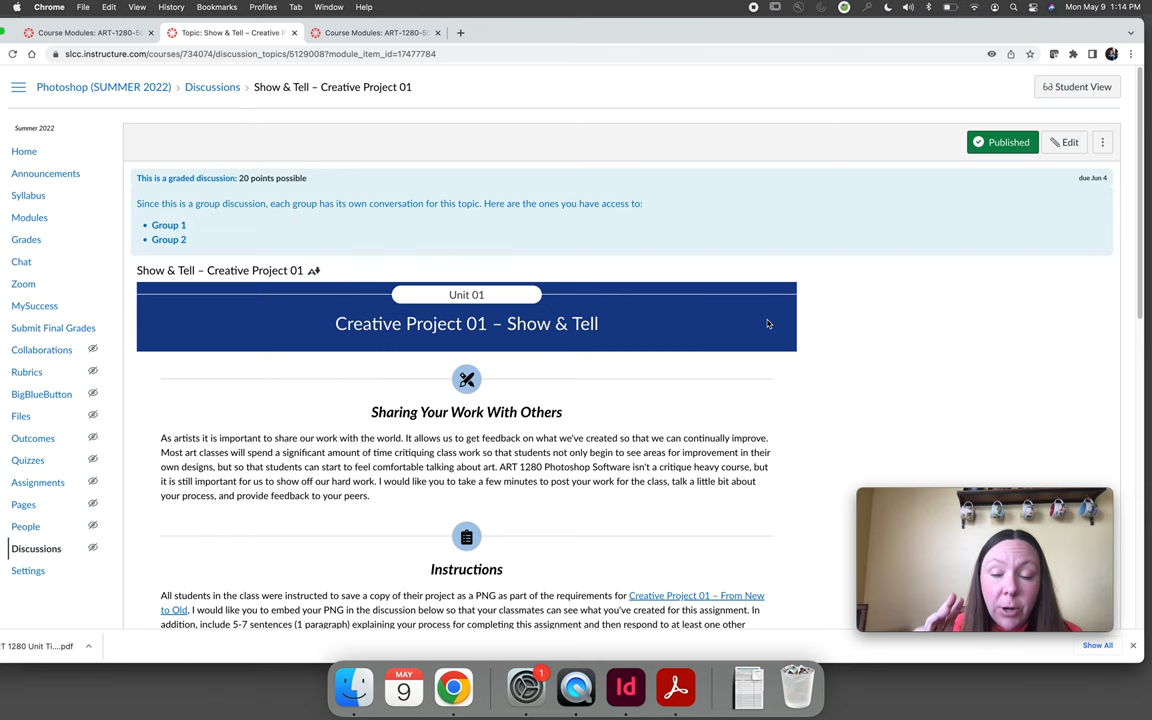 Chrome File Edit View History Bookmarks Profiles Tab Window Help Mon May 9 1:14 PM
Course Modules: ART-1280-50 Topic: Show & Tell – Creative P Course Modules: ART-1280-50
slcc.instructure.com/courses/734074/discussion_topics/5129008?module_item_id=17477784
Photoshop (SUMMER 2022) › Discussions › Show & Tell – Creative Project 01
Student View
Summer 2022
Home
Announcements
Syllabus
Modules
Grades
Chat
Zoom
MySuccess
Submit Final Grades
Collaborations
Rubrics
BigBlueButton
Files
Outcomes
Quizzes
Assignments
Pages
People
Discussions
Settings
Published Edit
This is a graded discussion: 20 points possible due Jun 4
Since this is a group discussion, each group has its own conversation for this topic. Here are the ones you have access to:
• Group 1
• Group 2
Show & Tell – Creative Project 01
Unit 01
Creative Project 01 – Show & Tell
Sharing Your Work With Others
As artists it is important to share our work with the world. It allows us to get feedback on what we've created so that we can continually improve.
Most art classes will spend a significant amount of time critiquing class work so that students not only begin to see areas for improvement in their
own designs, but so that students can start to feel comfortable talking about art. ART 1280 Photoshop Software isn't a critique heavy course, but
it is still important for us to show off our hard work. I would like you to take a few minutes to post your work for the class, talk a little bit about
your process, and provide feedback to your peers.
Instructions
All students in the class were instructed to save a copy of their project as a PNG as part of the requirements for Creative Project 01 – From New
to Old. I would like you to embed your PNG in the discussion below so that your classmates can see what you've created for this assignment. In
addition, include 5-7 sentences (1 paragraph) explaining your process for completing this assignment and then respond to at least one other
T 1280 Unit Ti....pdf
Show All
MAY
9
1
Id